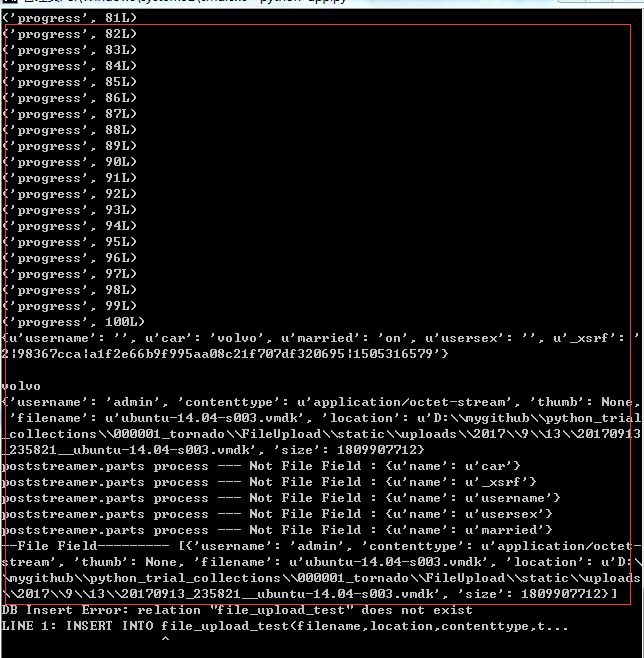 ('progress', 81L)
('progress', 82L)
('progress', 83L)
('progress', 84L)
('progress', 85L)
('progress', 86L)
('progress', 87L)
('progress', 88L)
('progress', 89L)
('progress', 90L)
('progress', 91L)
('progress', 92L)
('progress', 93L)
('progress', 94L)
('progress', 95L)
('progress', 96L)
('progress', 97L)
('progress', 98L)
('progress', 99L)
('progress', 100L)
{u'username': '', u'car': 'volvo', u'married': 'on', u'usersex': '', u'_xsrf': '
2|98367cca|a1f2e66b9f995aa08c21f707df320695|1505316579'}
volvo
{'username': 'admin', 'contenttype': u'application/octet-stream', 'thumb': None,
'filename': u'ubuntu-14.04-s003.vmdk', 'location': u'D:\\mygithub\\python_trial
_collections\\000001_tornado\\FileUpload\\static\\uploads\\2017\\9\\13\\20170913
_235821__ubuntu-14.04-s003.vmdk', 'size': 1809907712}
poststreamer.parts process --- Not File Field : {u'name': u'car'}
poststreamer.parts process --- Not File Field : {u'name': u'_xsrf'}
poststreamer.parts process --- Not File Field : {u'name': u'username'}
poststreamer.parts process --- Not File Field : {u'name': u'usersex'}
poststreamer.parts process --- Not File Field : {u'name': u'married'}
--File Field--------- [{'username': 'admin', 'contenttype': u'application/octet-
stream', 'thumb': None, 'filename': u'ubuntu-14.04-s003.vmdk', 'location': u'D:\
\mygithub\\python_trial_collections\\000001_tornado\\FileUpload\\static\\uploads
\\2017\\9\\13\\20170913_235821__ubuntu-14.04-s003.vmdk', 'size': 1809907712}]
DB Insert Error: relation "file_upload_test" does not exist
LINE 1: INSERT INTO file_upload_test(filename,location,contenttype,t...
^